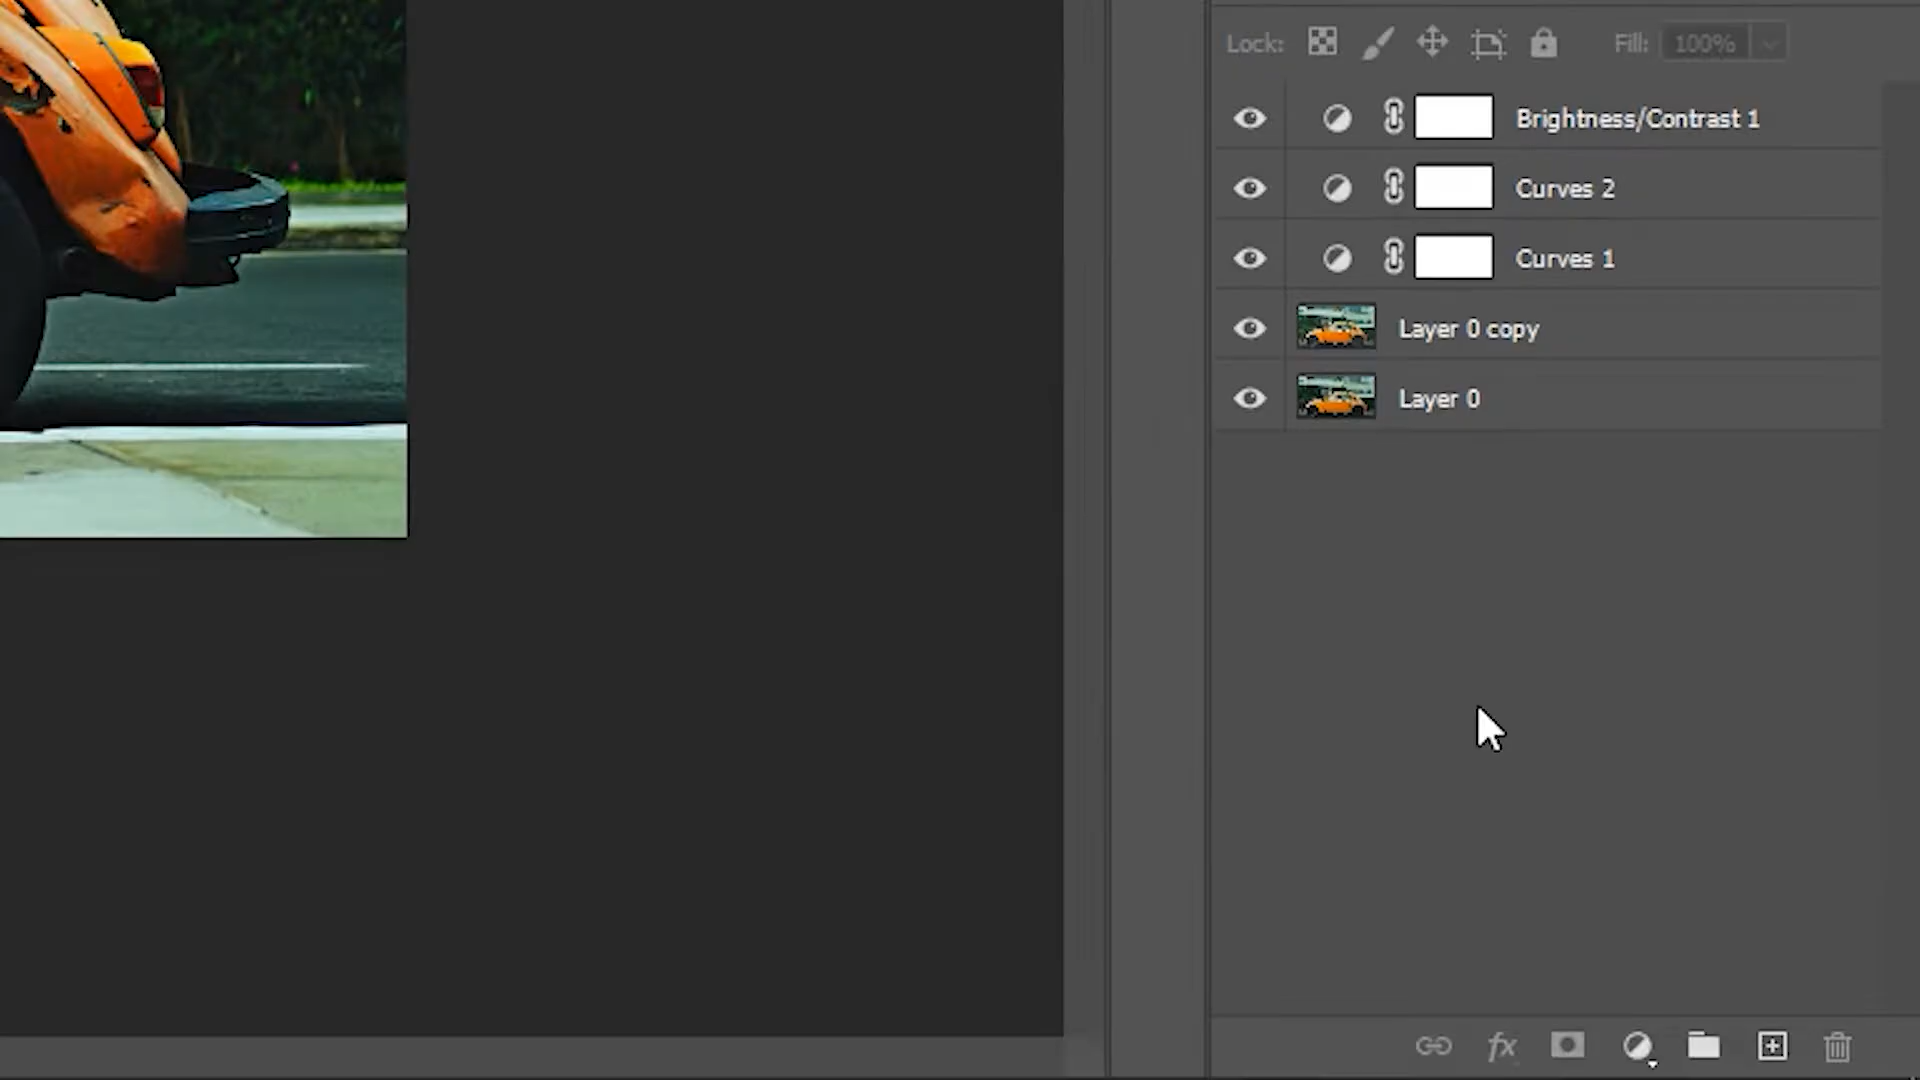 Lock: Fill: 100%
Brightness/Contrast 1
Curves 2
Curves 1
Layer 0 copy
Layer 0
fx